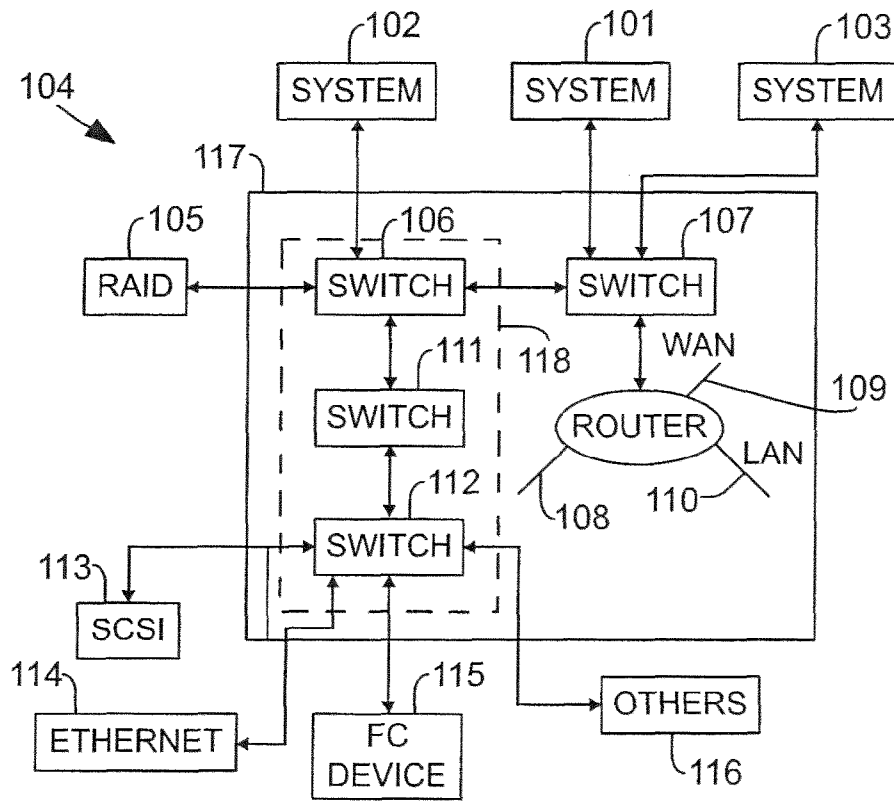 102
101
103
104
SYSTEM
SYSTEM
SYSTEM
117
105
106
107
RAID
SWITCH
SWITCH
111
118
WAN
109
SWITCH
ROUTER
LAN
112
108
110
SWITCH
113
SCSI
114
115
ETHERNET
FC
DEVICE
OTHERS
116